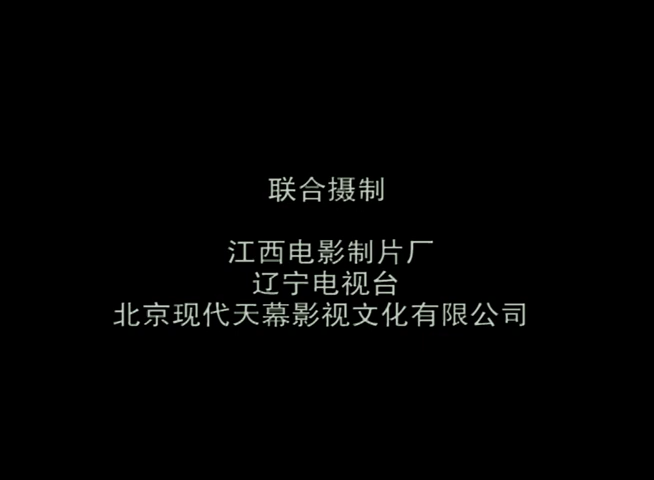 联合摄制
江西电影制片厂
辽宁电视台
北京现代天幕影视文化有限公司